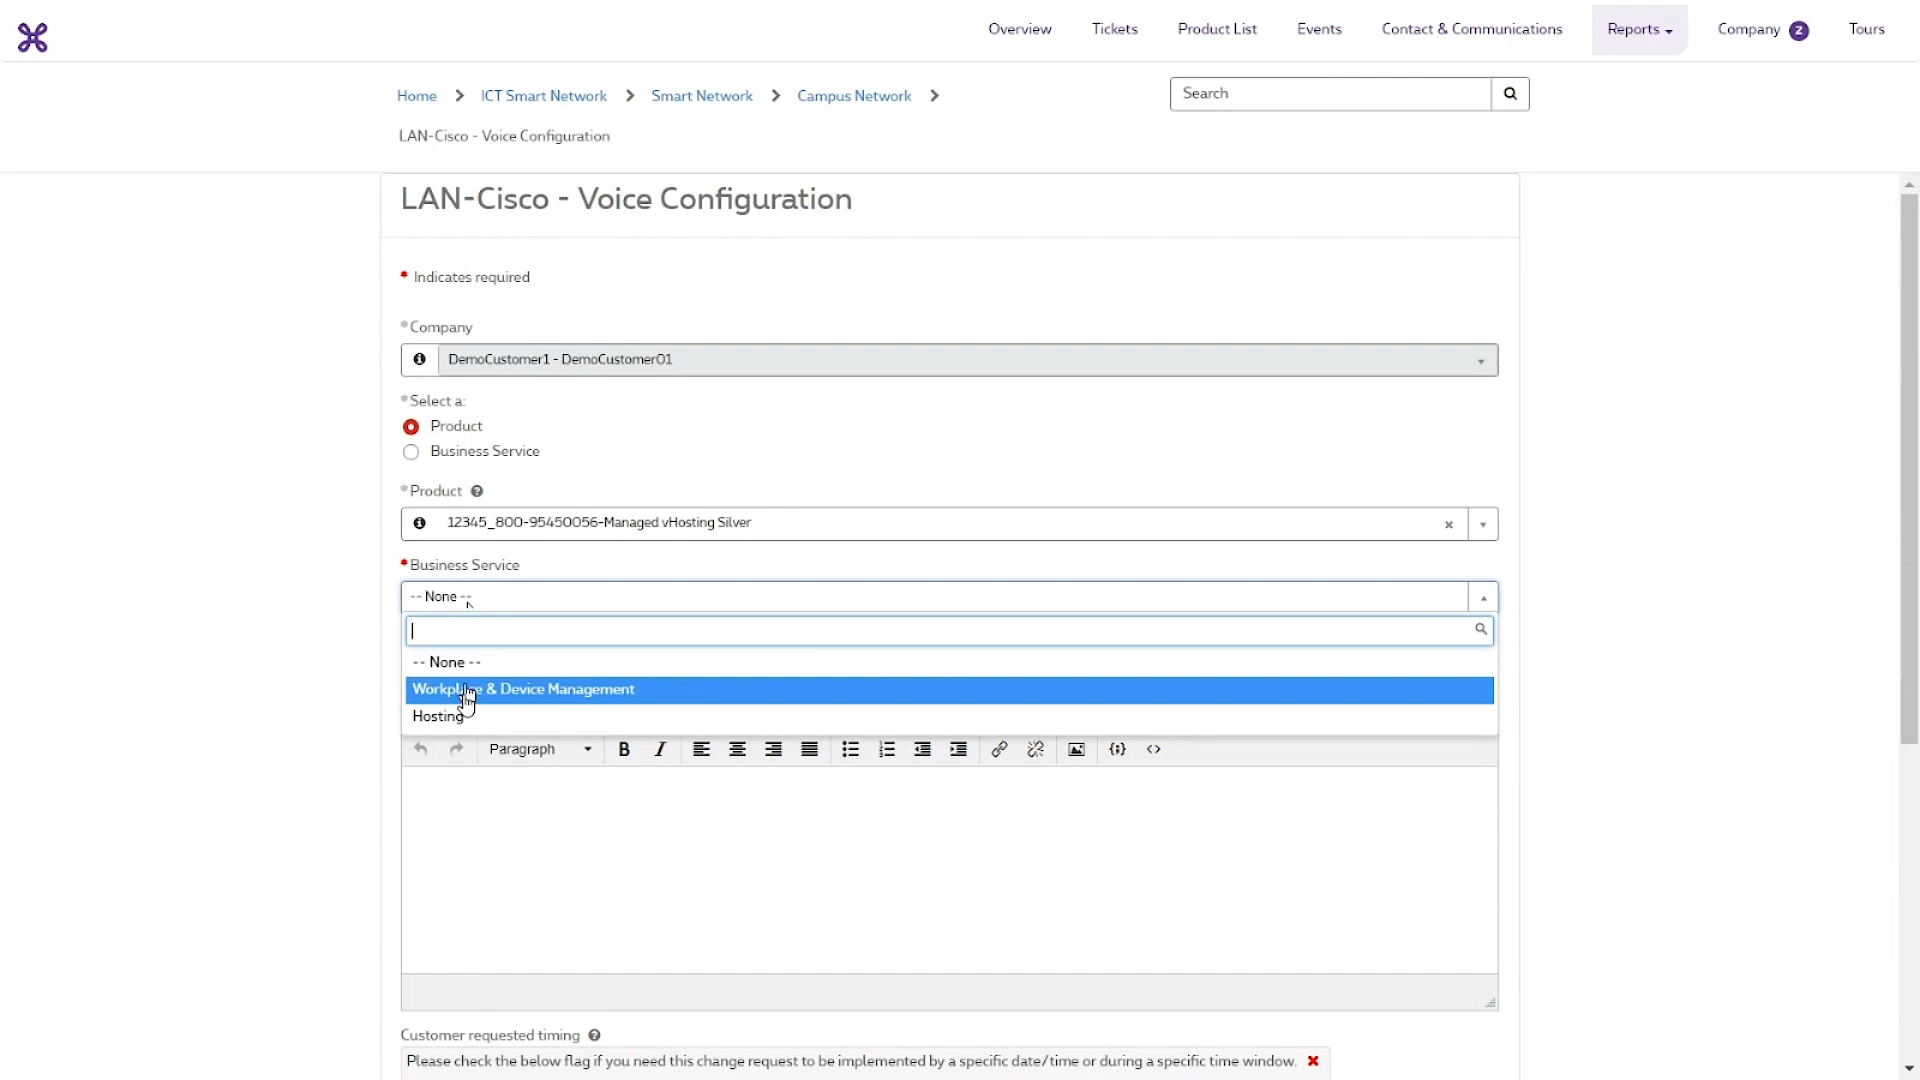 Overview Tickets Product List Events Contact & Communications Reports Company 2 Tours
Home ICT Smart Network Smart Network Campus Network
Search
LAN-Cisco - Voice Configuration
LAN-Cisco - Voice Configuration
* Indicates required
*Company
DemoCustomer1 - DemoCustomer01
*Select a:
Product
Business Service
*Product
12345_800-95450056-Managed vHosting Silver
*Business Service
-- None --
-- None --
Workplace & Device Management
Hosting
Paragraph
Customer requested timing
Please check the below flag if you need this change request to be implemented by a specific date/time or during a specific time window.